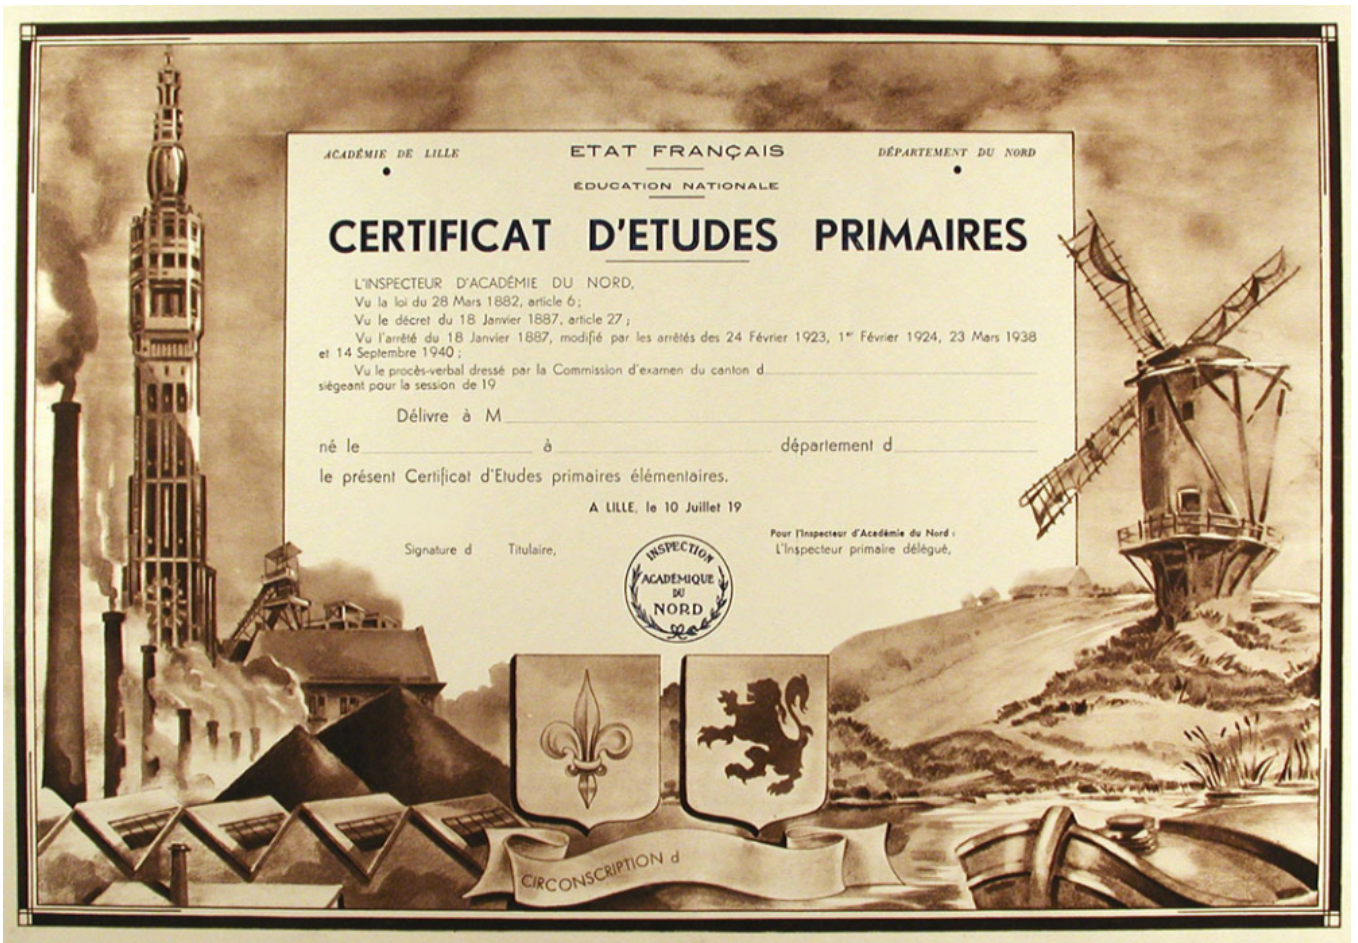 ACADÉMIE DE LILLE
ETAT FRANÇAIS
DÉPARTEMENT DU NORD
ÉDUCATION NATIONALE
CERTIFICAT D'ETUDES PRIMAIRES
L'INSPECTEUR D'ACADÉMIE DU NORD,
Vu la loi du 28 Mars 1882, article 6 ;
Vu le décret du 18 Janvier 1887, article 27 ;
Vu l'arrêté du 18 Janvier 1887, modifié par les arrêtés des 24 Février 1923, 1er Février 1924, 23 Mars 1938
et 14 Septembre 1940 ;
Vu le procès-verbal dressé par la Commission d'examen du canton d
siégeant pour la session de 19
Délivre à M
né le à département d
le présent Certificat d'Etudes primaires élémentaires.
A LILLE, le 10 Juillet 19
Pour l'Inspecteur d'Académie du Nord :
Signature d Titulaire,
L'Inspecteur primaire délégué,
INSPECTION
ACADÉMIQUE
DU
NORD
CIRCONSCRIPTION d